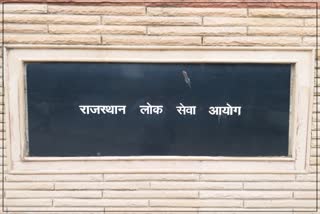 राजस्थान लोक सेवा आयोग